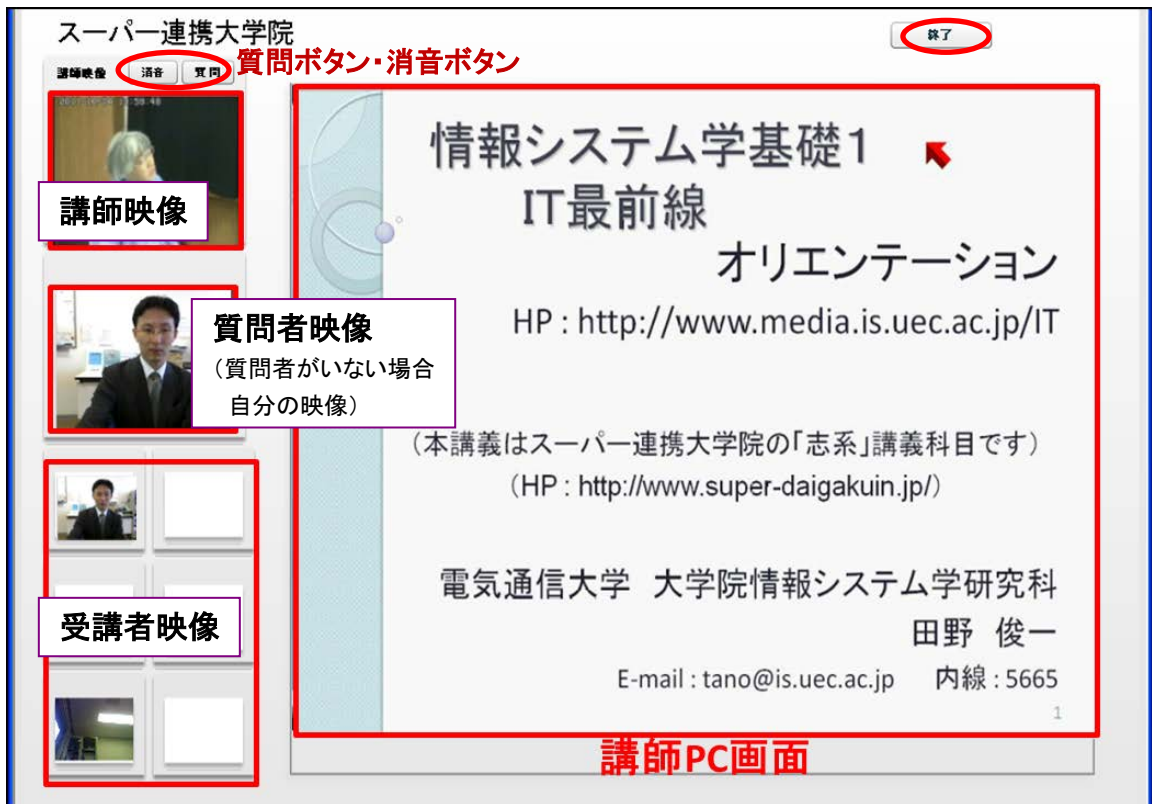 スーパー連携大学院
終了
質問ボタン・消音ボタン
講師映像 消音 質問
講師映像
質問者映像
（質問者がいない場合
自分の映像）
受講者映像
情報システム学基礎1
IT最前線
オリエンテーション
HP : http://www.media.is.uec.ac.jp/IT
（本講義はスーパー連携大学院の「志系」講義科目です）
（HP : http://www.super-daigakuin.jp/）
電気通信大学 大学院情報システム学研究科
田野 俊一
E-mail : tano@is.uec.ac.jp 内線 : 5665
1
講師PC画面